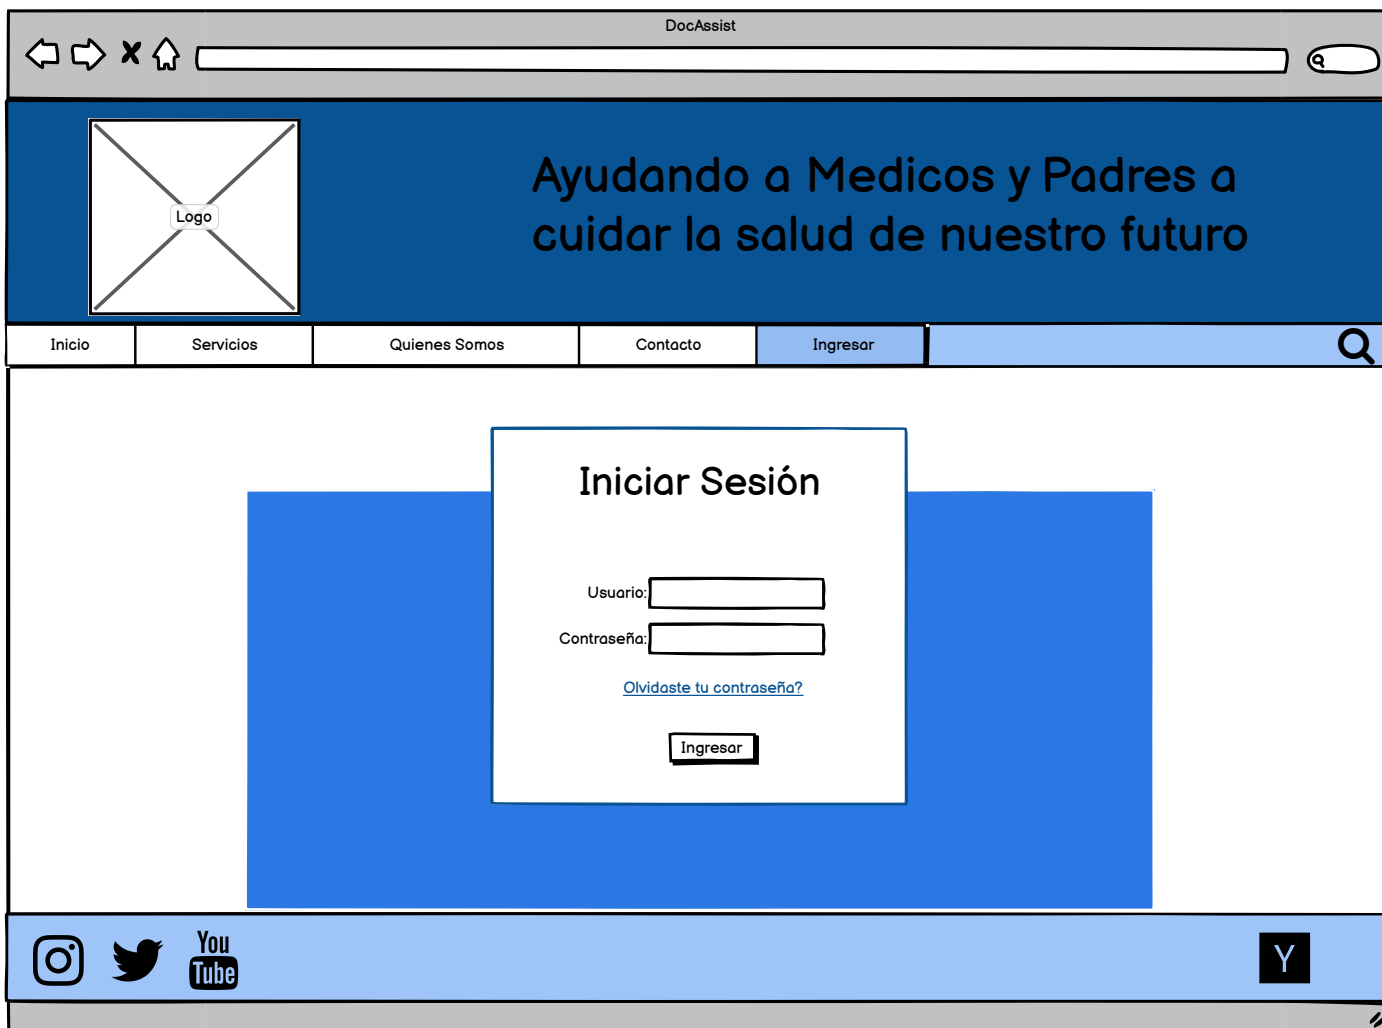 DocAssist
Logo
Ayudando a Medicos y Padres a
cuidar la salud de nuestro futuro
Inicio
Servicios
Quienes Somos
Contacto
Ingresar
Iniciar Sesión
Usuario:
Contraseña:
Olvidaste tu contraseña?
Ingresar
You
Tube
Y